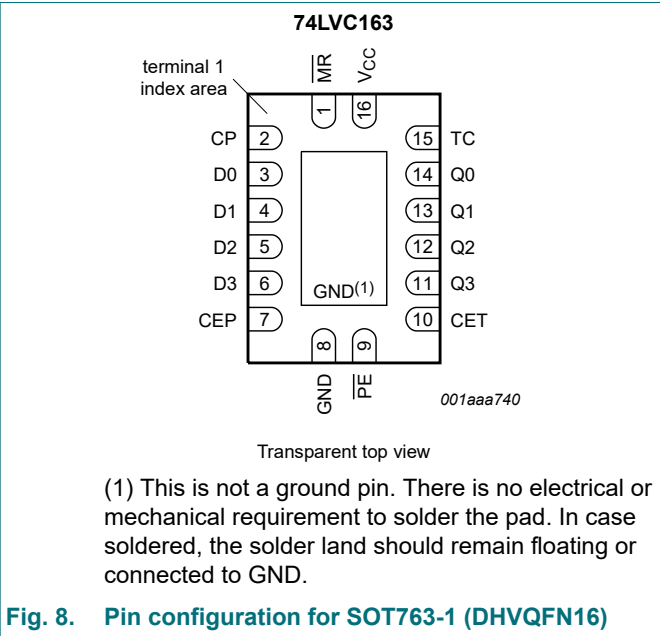 74LVC163
terminal 1
index area
MR
VCC
1
16
CP 2
15 TC
D0 3
14 Q0
D1 4
13 Q1
D2 5
12 Q2
D3 6
11 Q3
GND(1)
CEP 7
10 CET
8
9
GND
PE
001aaa740
Transparent top view
(1) This is not a ground pin. There is no electrical or
mechanical requirement to solder the pad. In case
soldered, the solder land should remain floating or
connected to GND.
Fig. 8. Pin configuration for SOT763-1 (DHVQFN16)